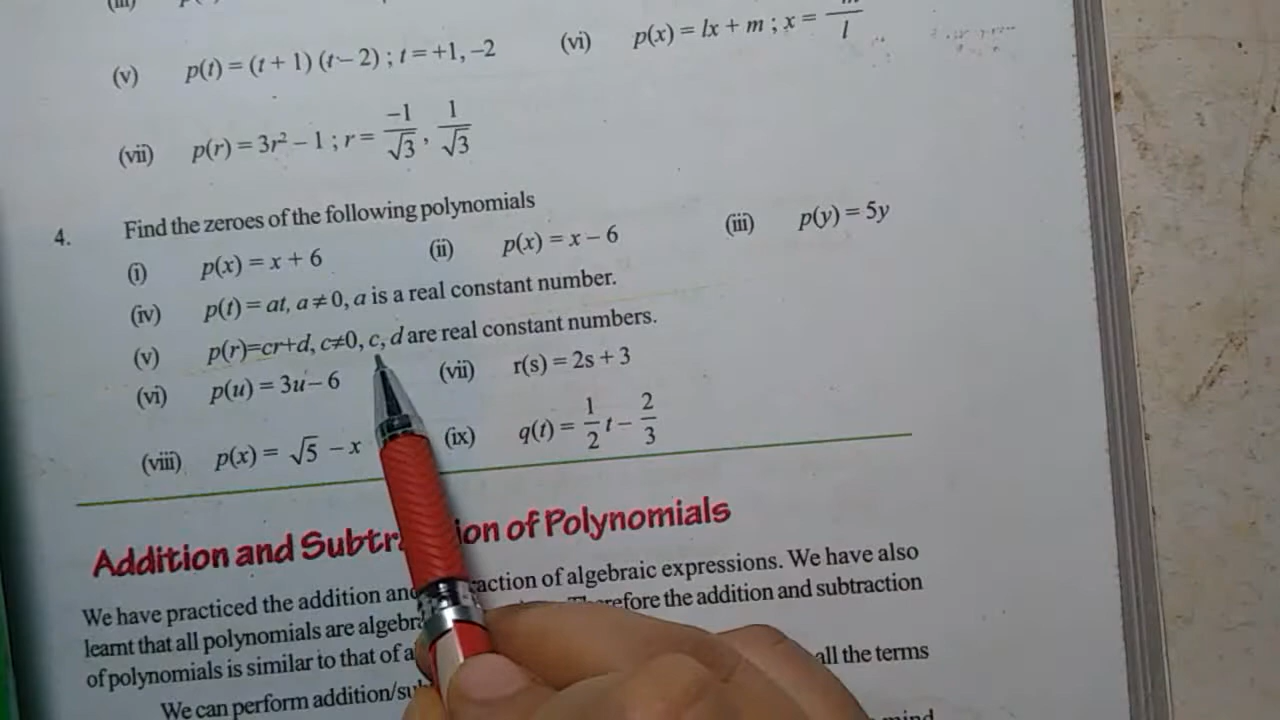 (iii)
(v) p(t) = (t + 1) (t – 2) ; t = +1, –2 (vi) p(x) = lx + m ; x = m/l
(vii) p(r) = 3r² – 1 ; r = –1/√3 , 1/√3
4. Find the zeroes of the following polynomials
(i) p(x) = x + 6 (ii) p(x) = x – 6 (iii) p(y) = 5y
(iv) p(t) = at, a ≠ 0, a is a real constant number.
(v) p(r)=cr+d, c≠0, c, d are real constant numbers.
(vi) p(u) = 3u – 6 (vii) r(s) = 2s + 3
(viii) p(x) = √5 – x (ix) q(t) = 1/2 t – 2/3
Addition and Subtr ion of Polynomials
We have practiced the addition and raction of algebraic expressions. We have also
learnt that all polynomials are algebr Therefore the addition and subtraction
of polynomials is similar to that of a all the terms
We can perform addition/su mind